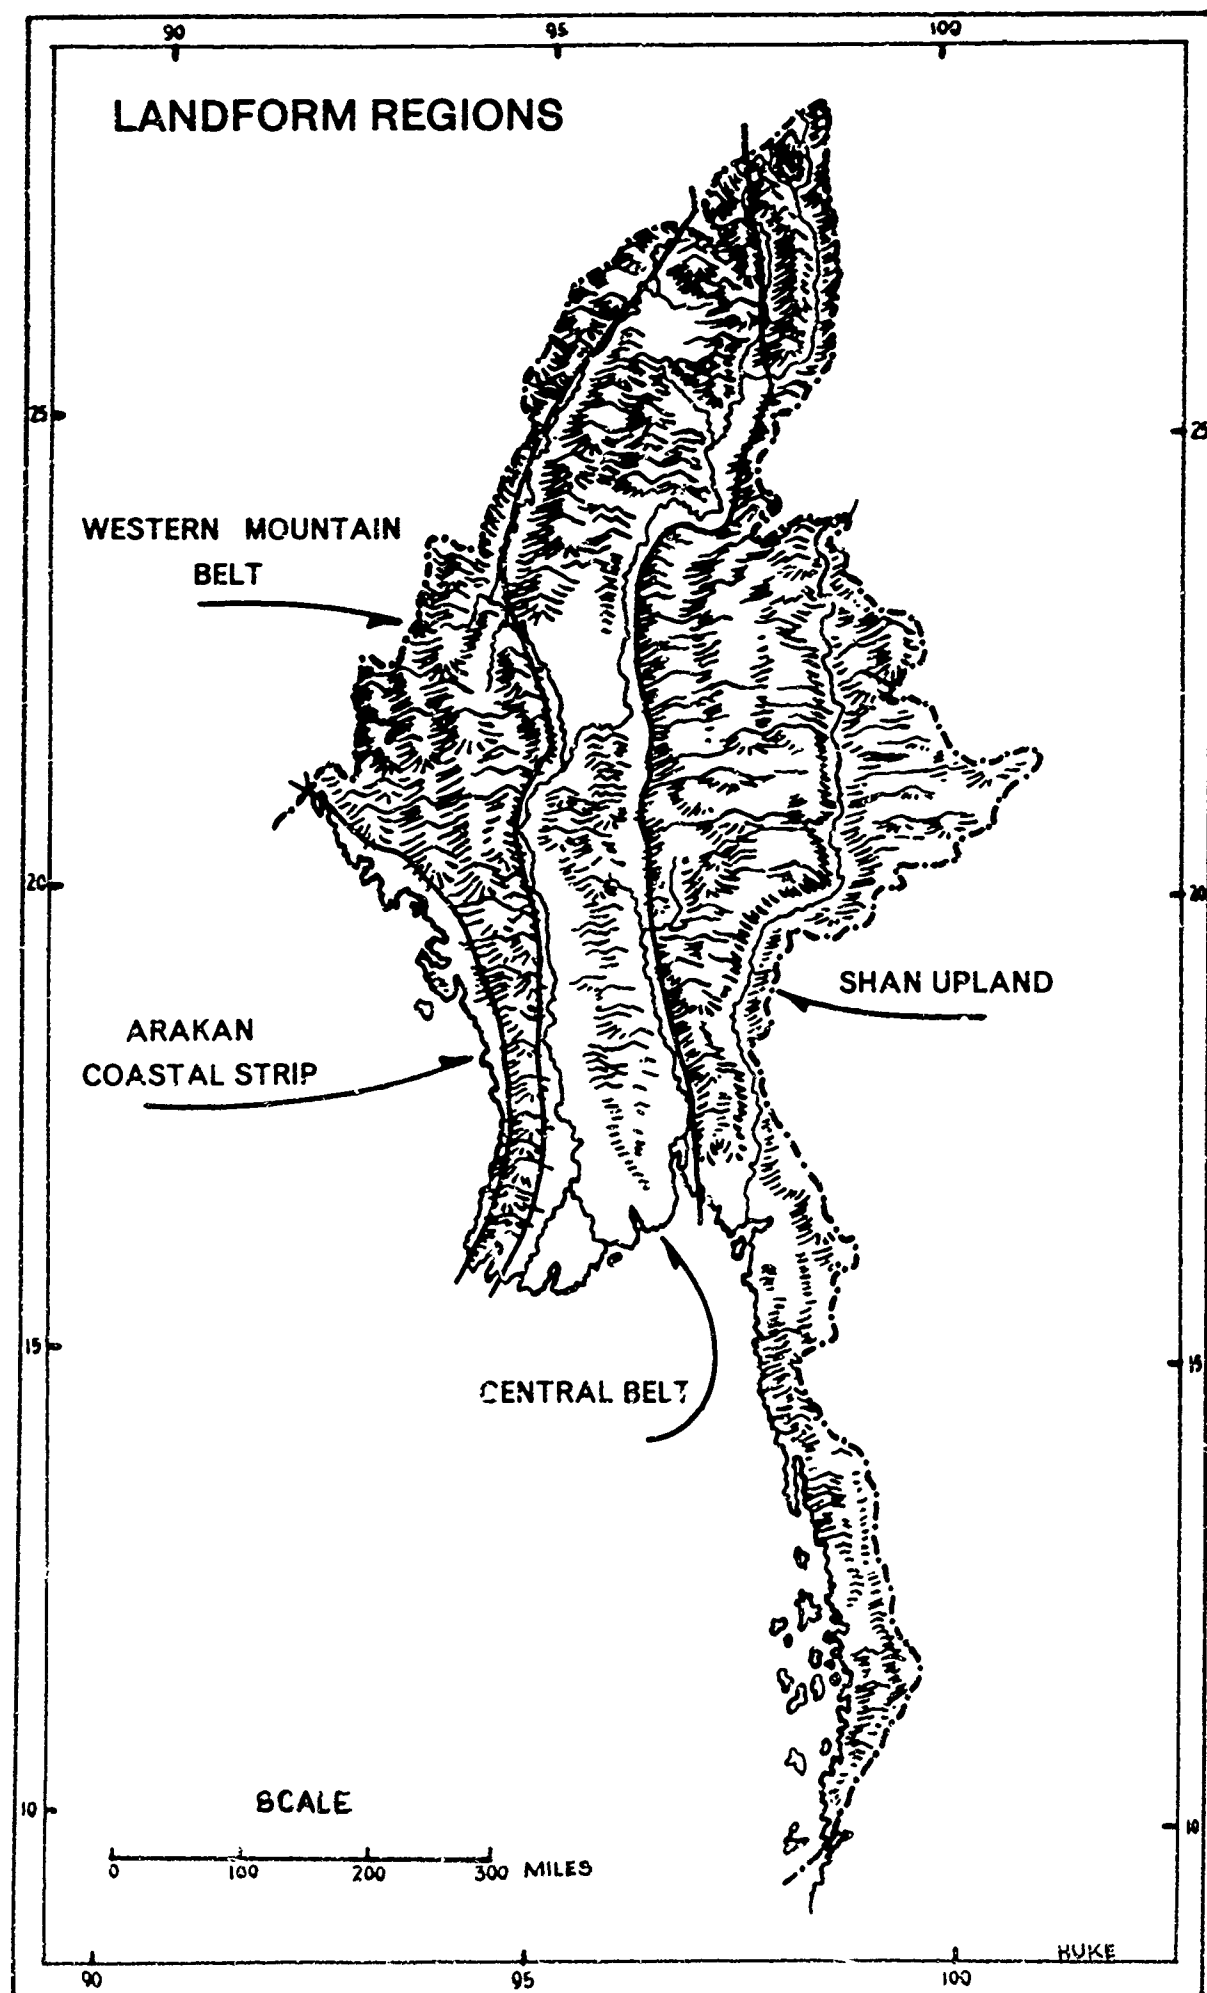 90 95 100
LANDFORM REGIONS
25 25
WESTERN MOUNTAIN
BELT
20 20
SHAN UPLAND
ARAKAN
COASTAL STRIP
15 15
CENTRAL BELT
SCALE
10 10
0 100 200 300 MILES
HUKE
90 95 100